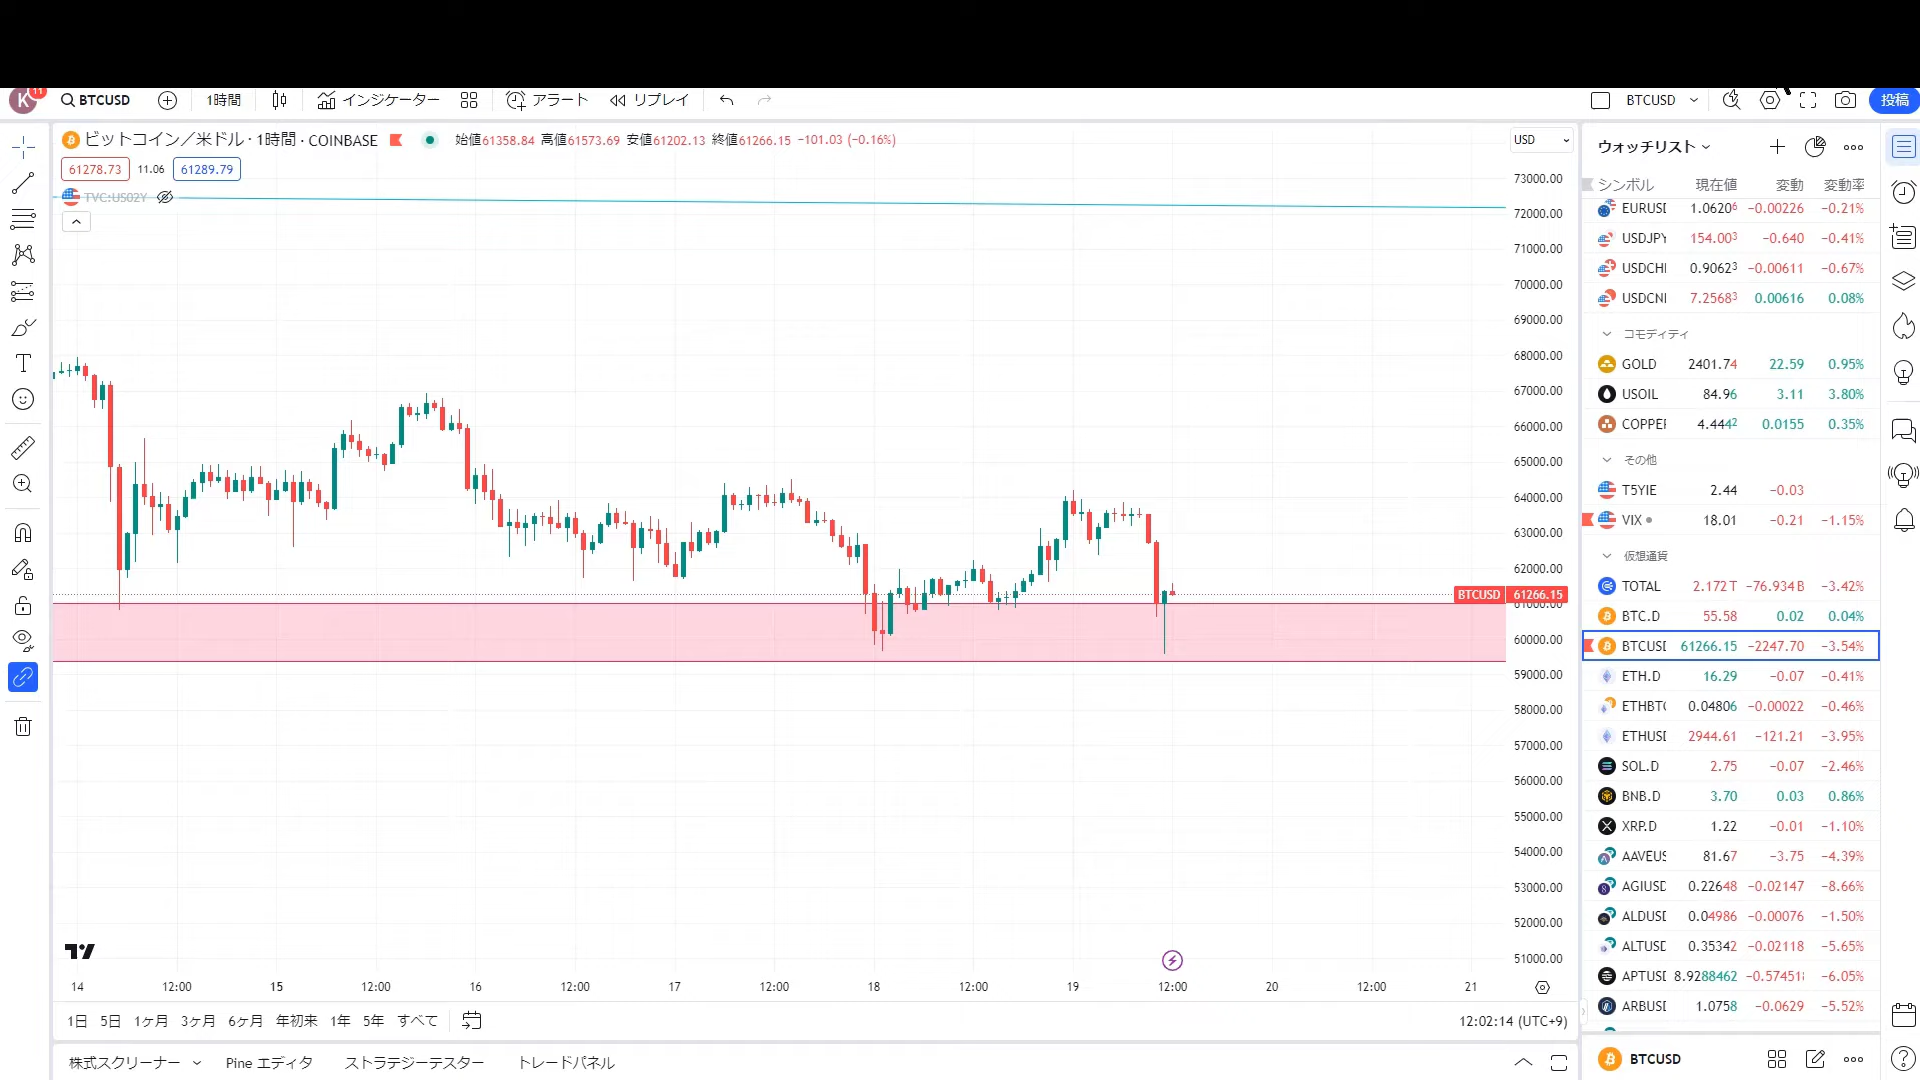 K 11 BTCUSD 1時間 インジケーター アラート リプレイ BTCUSD 投稿
ビットコイン／米ドル · 1時間 · COINBASE 始値61358.84 高値61573.69 安値61202.13 終値61266.15 −101.03 (−0.16%)
61278.73 11.06 61289.79
TVC:US02Y
USD
73000.00
72000.00
71000.00
70000.00
69000.00
68000.00
67000.00
66000.00
65000.00
64000.00
63000.00
62000.00
BTCUSD 61266.15
61000.00
60000.00
59000.00
58000.00
57000.00
56000.00
55000.00
54000.00
53000.00
52000.00
51000.00
14 12:00 15 12:00 16 12:00 17 12:00 18 12:00 19 12:00 20 12:00 21
1日 5日 1ヶ月 3ヶ月 6ヶ月 年初来 1年 5年 すべて 12:02:14 (UTC+9)
株式スクリーナー Pine エディタ ストラテジーテスター トレードパネル
ウォッチリスト
シンボル 現在値 変動 変動率
EURUSD 1.06206 −0.00226 −0.21%
USDJPY 154.003 −0.640 −0.41%
USDCHI 0.90623 −0.00611 −0.67%
USDCNI 7.25683 0.00616 0.08%
コモディティ
GOLD 2401.74 22.59 0.95%
USOIL 84.96 3.11 3.80%
COPPEI 4.4442 0.0155 0.35%
その他
T5YIE 2.44 −0.03
VIX 18.01 −0.21 −1.15%
仮想通貨
TOTAL 2.172T −76.934B −3.42%
BTC.D 55.58 0.02 0.04%
BTCUSD 61266.15 −2247.70 −3.54%
ETH.D 16.29 −0.07 −0.41%
ETHBTC 0.04806 −0.00022 −0.46%
ETHUSD 2944.61 −121.21 −3.95%
SOL.D 2.75 −0.07 −2.46%
BNB.D 3.70 0.03 0.86%
XRP.D 1.22 −0.01 −1.10%
AAVEUS 81.67 −3.75 −4.39%
AGIUSD 0.22648 −0.02147 −8.66%
ALDUSD 0.04986 −0.00076 −1.50%
ALTUSD 0.35342 −0.02118 −5.65%
APTUSD 8.9288462 −0.574518 −6.05%
ARBUSD 1.0758 −0.0629 −5.52%
BTCUSD